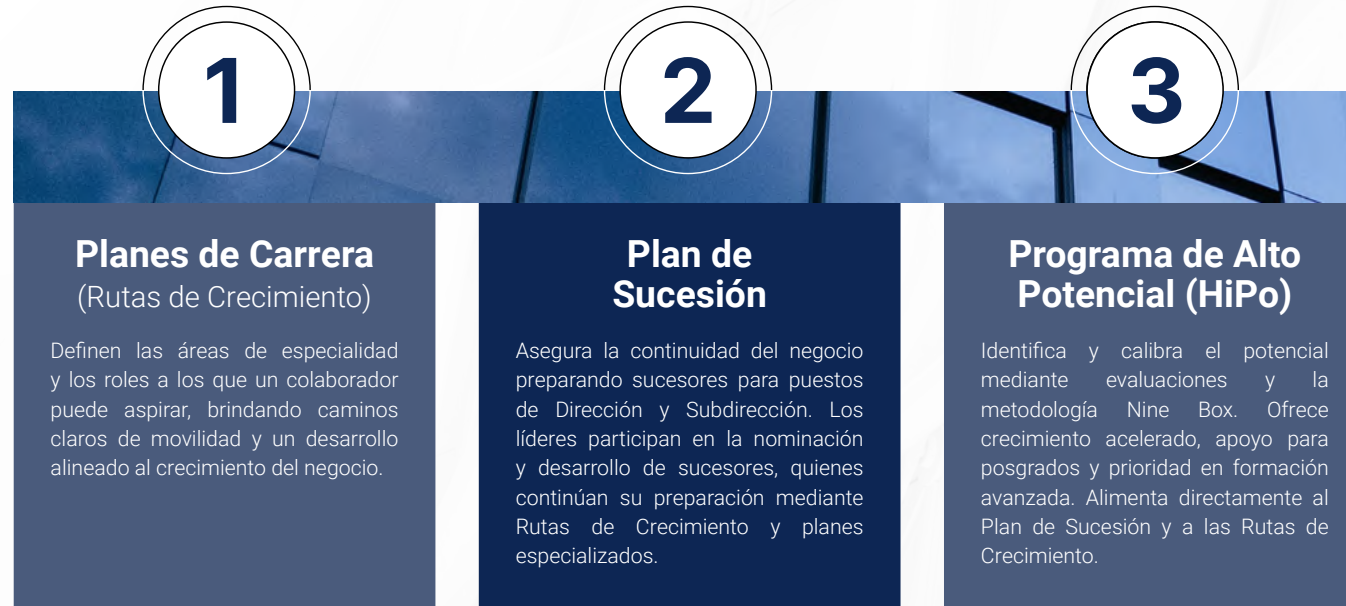 1
Planes de Carrera
(Rutas de Crecimiento)
Definen las áreas de especialidad
y los roles a los que un colaborador
puede aspirar, brindando caminos
claros de movilidad y un desarrollo
alineado al crecimiento del negocio.
2
Plan de
Sucesión
Asegura la continuidad del negocio
preparando sucesores para puestos
de Dirección y Subdirección. Los
líderes participan en la nominación
y desarrollo de sucesores, quienes
continúan su preparación mediante
Rutas de Crecimiento y planes
especializados.
3
Programa de Alto
Potencial (HiPo)
Identifica y calibra el potencial
mediante evaluaciones y la
metodología Nine Box. Ofrece
crecimiento acelerado, apoyo para
posgrados y prioridad en formación
avanzada. Alimenta directamente al
Plan de Sucesión y a las Rutas de
Crecimiento.